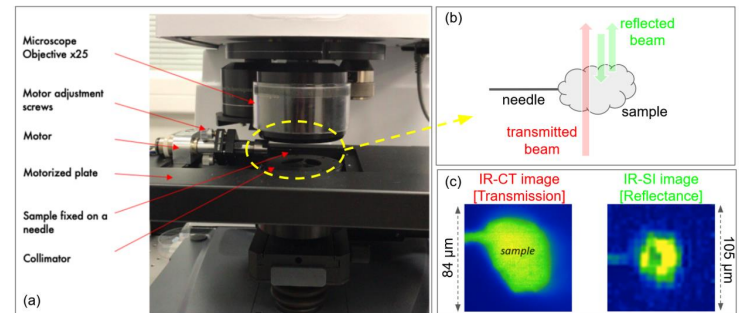 Microscope
Objective x25
Motor adjustment
screws
Motor
Motorized plate
Sample fixed on a
needle
Collimator
(a)
(b)
reflected
beam
needle
sample
transmitted
beam
(c)
IR-CT image
[Transmission]
IR-SI image
[Reflectance]
84 μm
sample
105 μm